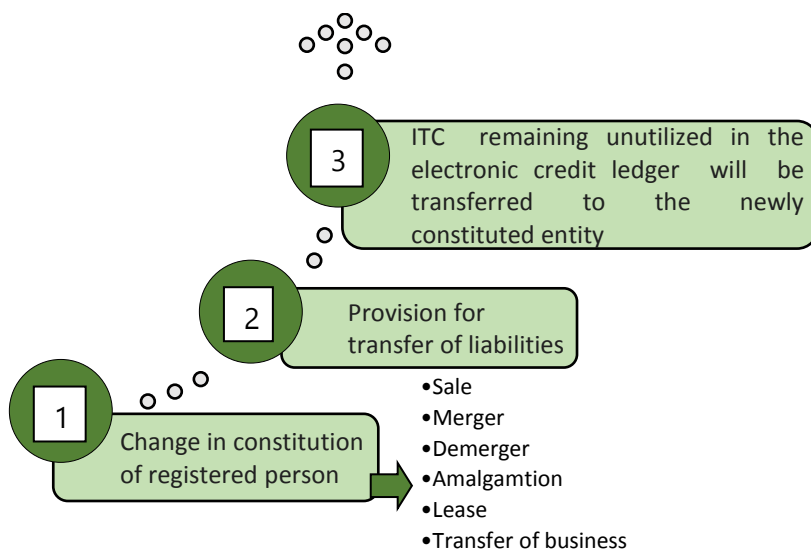 3
ITC remaining unutilized in the
electronic credit ledger will be
transferred to the newly
constituted entity
2
Provision for
transfer of liabilities
1
Change in constitution
of registered person
•Sale
•Merger
•Demerger
•Amalgamtion
•Lease
•Transfer of business